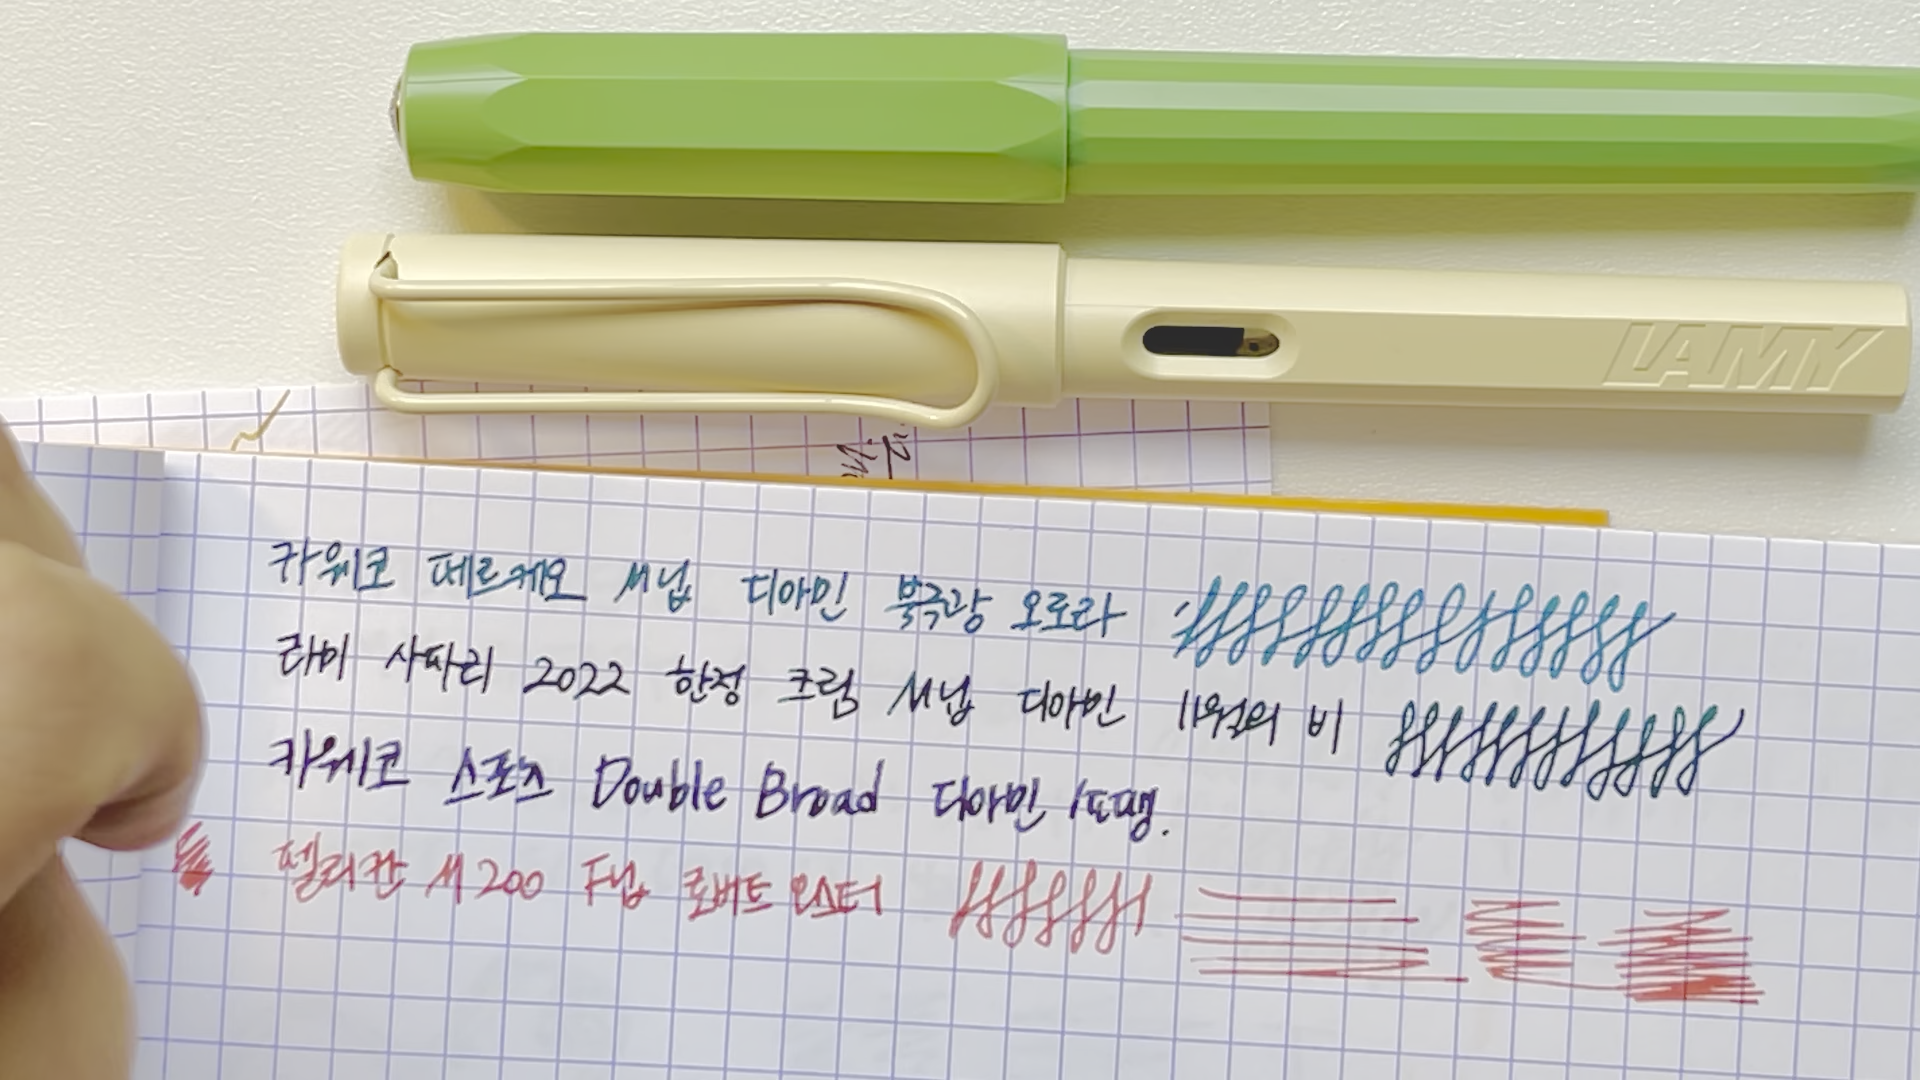 LAMY
카웨코 페르케오 M닙 디아민 북극광 오로라
라미 사파리 2022 한정 크림 M닙 디아민 11월의 비
카웨코 스포츠 Double Broad 디아민 1또땡.
펠리칸 M200 F닙 로버트 오스터